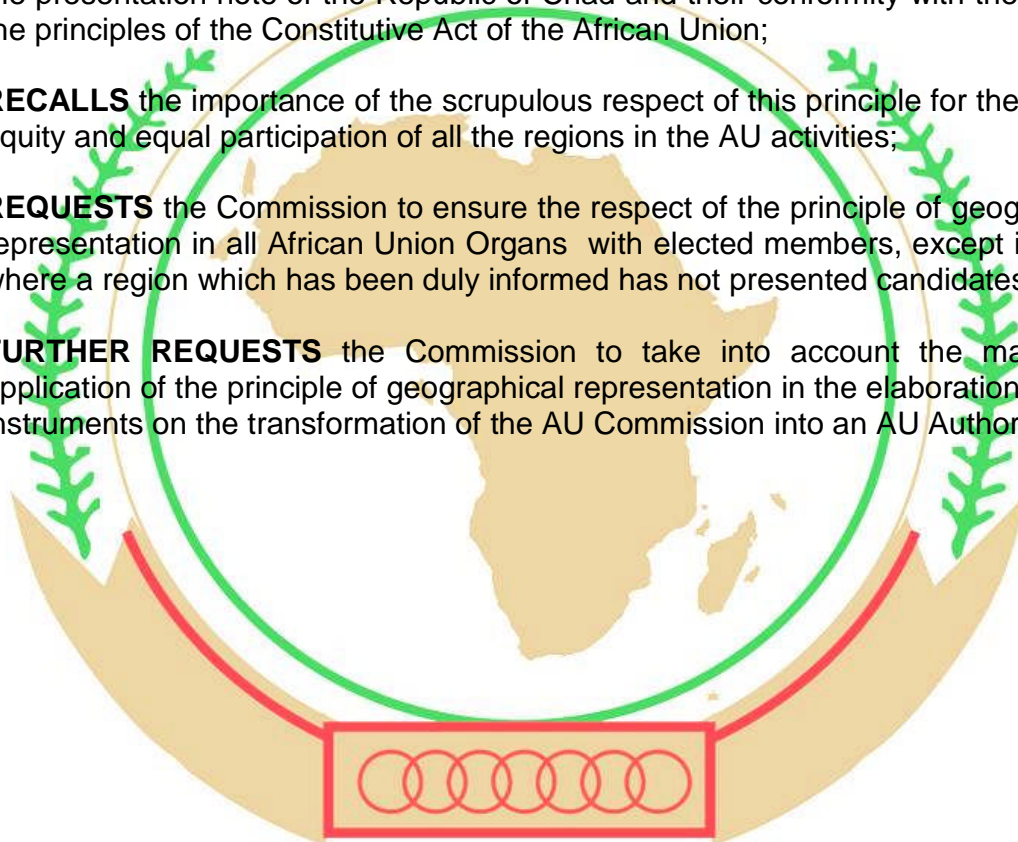 the presentation note of the Republic of Chad and their conformity with the
the principles of the Constitutive Act of the African Union;
RECALLS the importance of the scrupulous respect of this principle for the
equity and equal participation of all the regions in the AU activities;
REQUESTS the Commission to ensure the respect of the principle of geog
representation in all African Union Organs with elected members, except i
where a region which has been duly informed has not presented candidates
FURTHER REQUESTS the Commission to take into account the ma
application of the principle of geographical representation in the elaboration
instruments on the transformation of the AU Commission into an AU Author